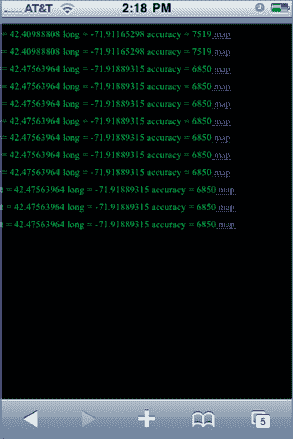 AT&T 2:18 PM
= 42.40988808 long = -71.91165298 accuracy = 7519 map
= 42.40988808 long = -71.91165298 accuracy = 7519 map
= 42.47563964 long = -71.91889315 accuracy = 6850 map
= 42.47563964 long = -71.91889315 accuracy = 6850 map
= 42.47563964 long = -71.91889315 accuracy = 6850 map
= 42.47563964 long = -71.91889315 accuracy = 6850 map
= 42.47563964 long = -71.91889315 accuracy = 6850 map
= 42.47563964 long = -71.91889315 accuracy = 6850 map
= 42.47563964 long = -71.91889315 accuracy = 6850 map
= 42.47563964 long = -71.91889315 accuracy = 6850 map
= 42.47563964 long = -71.91889315 accuracy = 6850 map
= 42.47563964 long = -71.91889315 accuracy = 6850 map
5